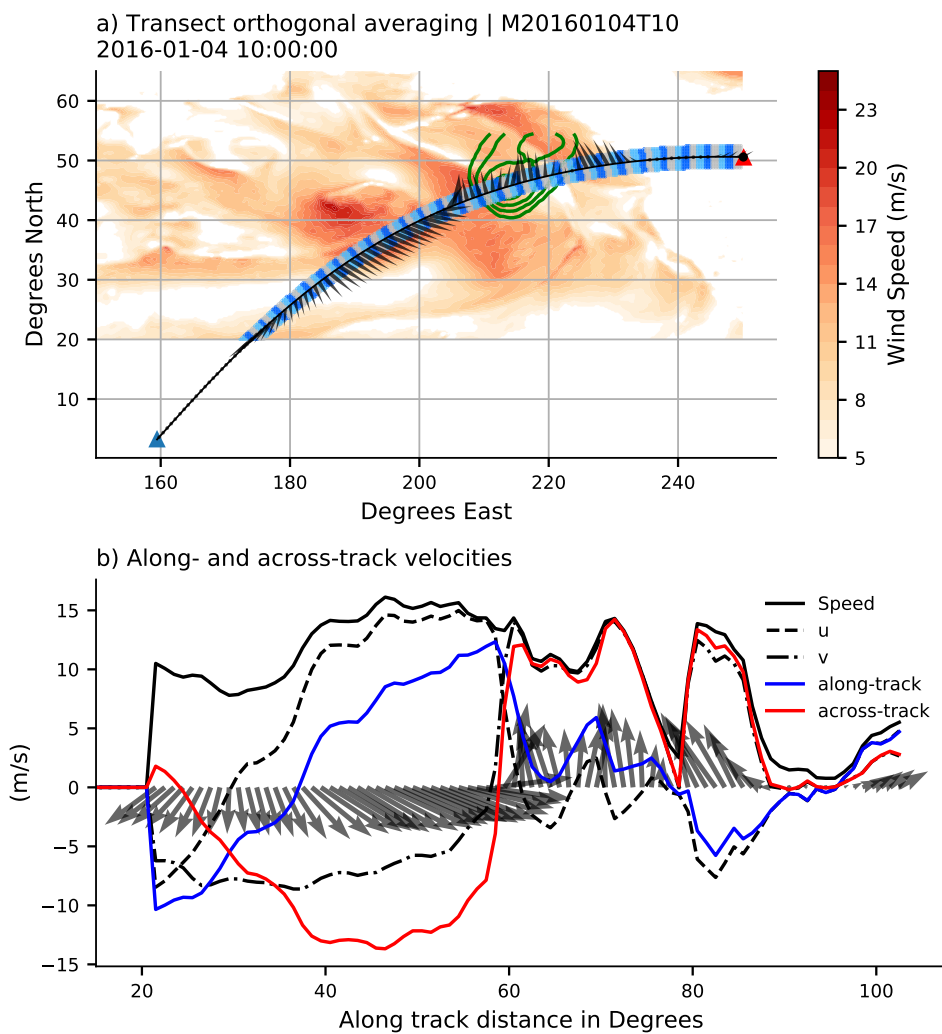 a) Transect orthogonal averaging | M20160104T10
2016-01-04 10:00:00
60
50
40
30
20
10
Degrees North
160
180
200
220
240
Degrees East
23
20
17
14
11
8
5
Wind Speed (m/s)
b) Along- and across-track velocities
15
10
5
0
−5
−10
−15
(m/s)
Speed
u
v
along-track
across-track
20
40
60
80
100
Along track distance in Degrees